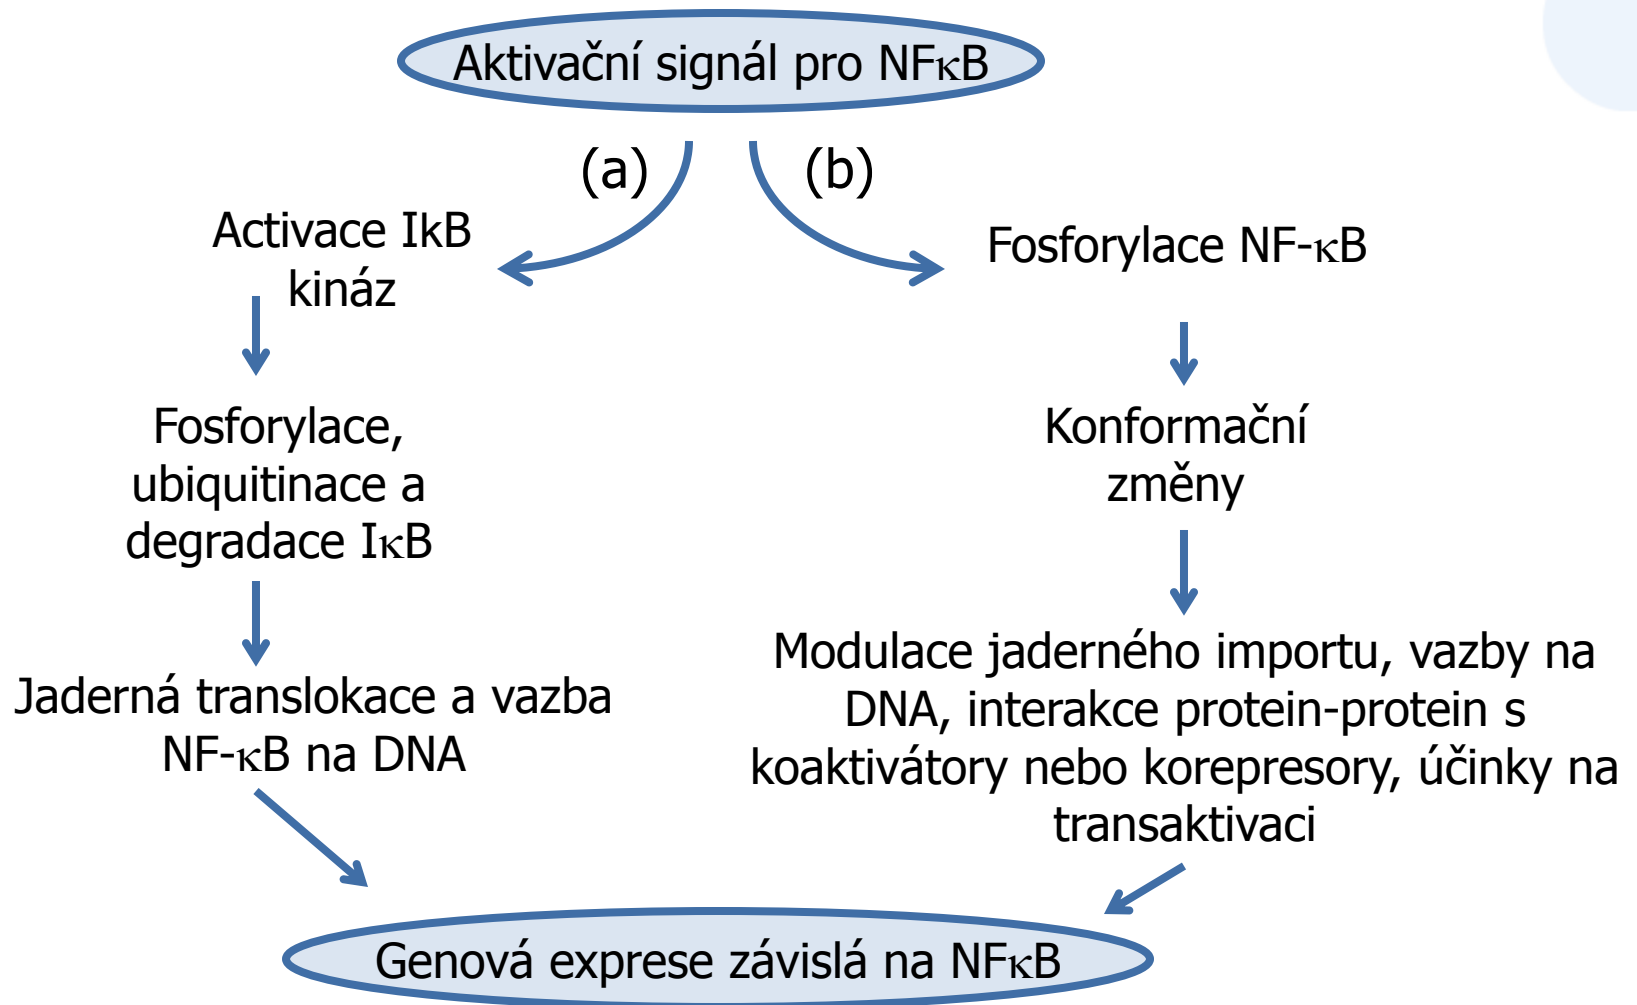 Aktivační signál pro NFκB
(a)
(b)
Activace IkB
kináz
Fosforylace,
ubiquitinace a
degradace IκB
Jaderná translokace a vazba
NF-κB na DNA
Fosforylace NF-κB
Konformační
změny
Modulace jaderného importu, vazby na
DNA, interakce protein-protein s
koaktivátory nebo korepresory, účinky na
transaktivaci
Genová exprese závislá na NFκB